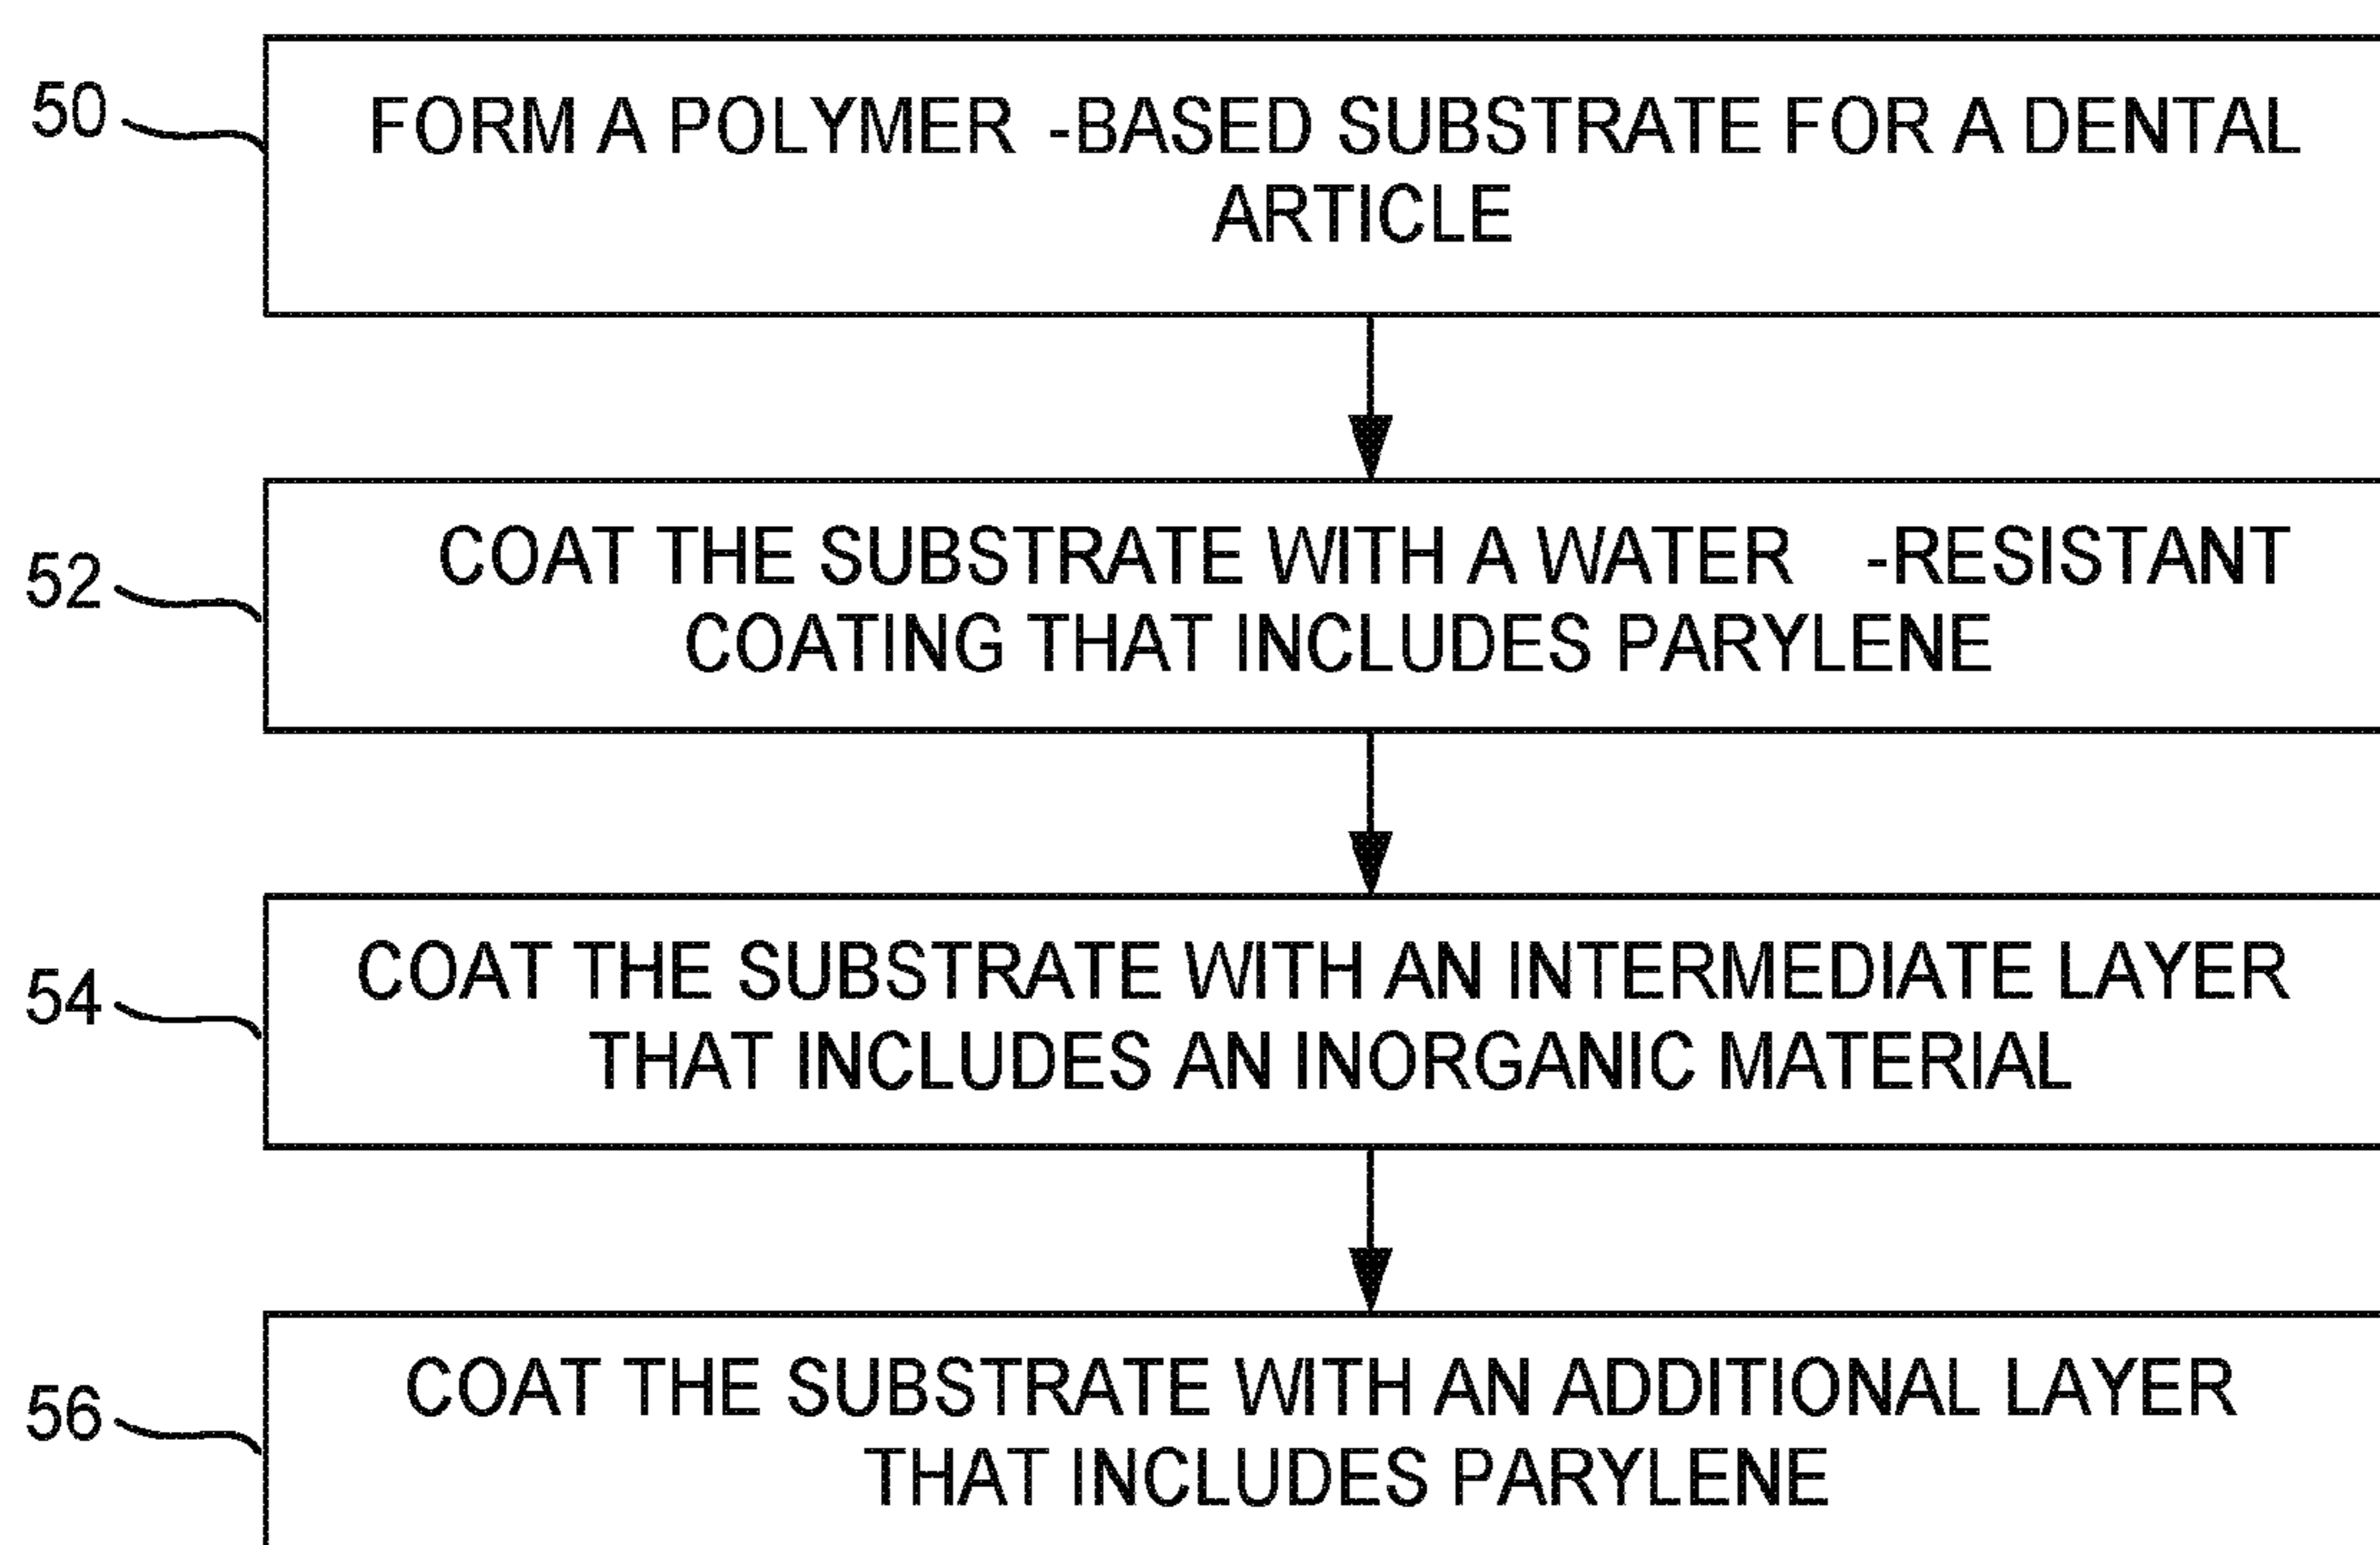 50
FORM A POLYMER -BASED SUBSTRATE FOR A DENTAL
ARTICLE
52
COAT THE SUBSTRATE WITH A WATER -RESISTANT
COATING THAT INCLUDES PARYLENE
54
COAT THE SUBSTRATE WITH AN INTERMEDIATE LAYER
THAT INCLUDES AN INORGANIC MATERIAL
56
COAT THE SUBSTRATE WITH AN ADDITIONAL LAYER
THAT INCLUDES PARYLENE